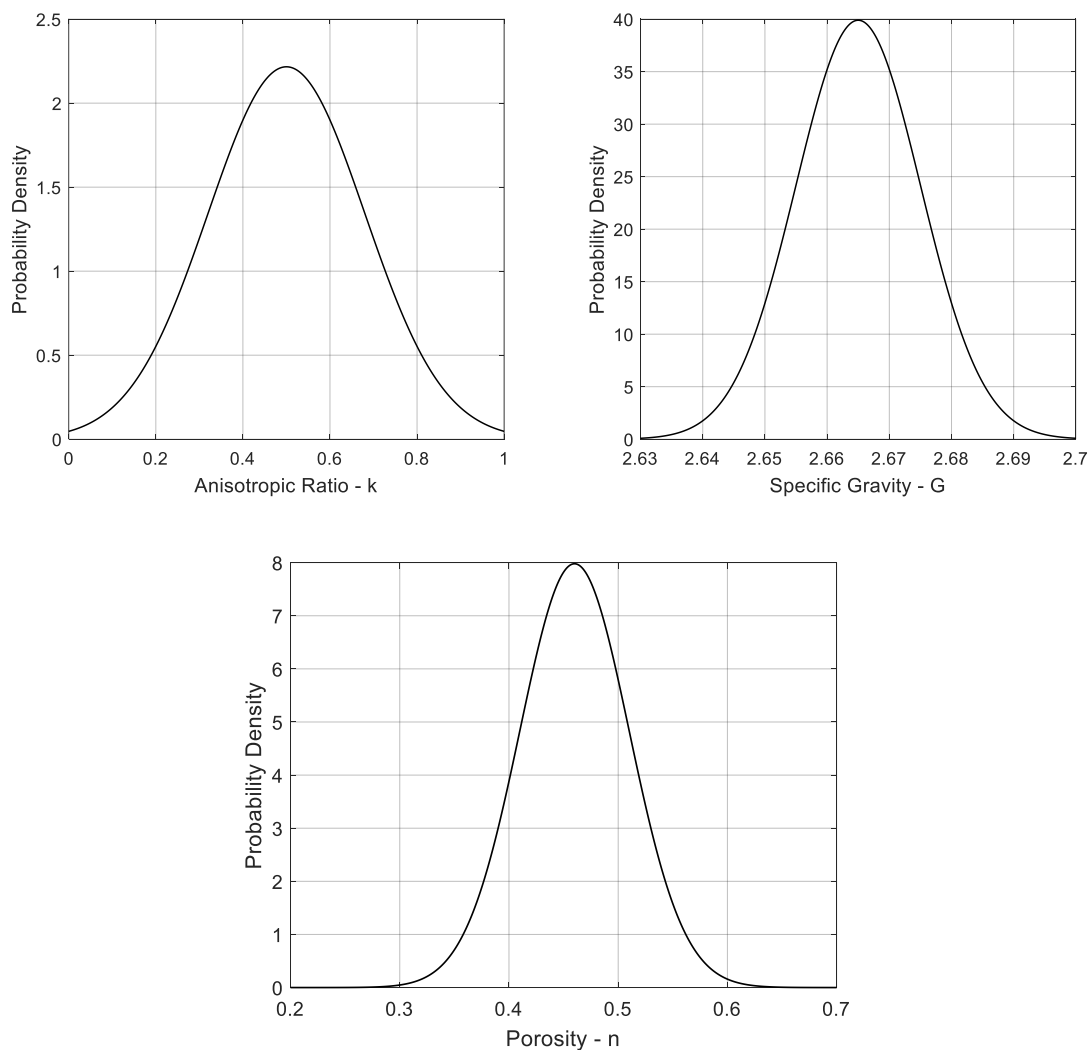 2.5
2
1.5
1
0.5
0
0 0.2 0.4 0.6 0.8 1
Probability Density
Anisotropic Ratio - k
40
35
30
25
20
15
10
5
0
2.63 2.64 2.65 2.66 2.67 2.68 2.69 2.7
Probability Density
Specific Gravity - G
8
7
6
5
4
3
2
1
0
0.2 0.3 0.4 0.5 0.6 0.7
Probability Density
Porosity - n